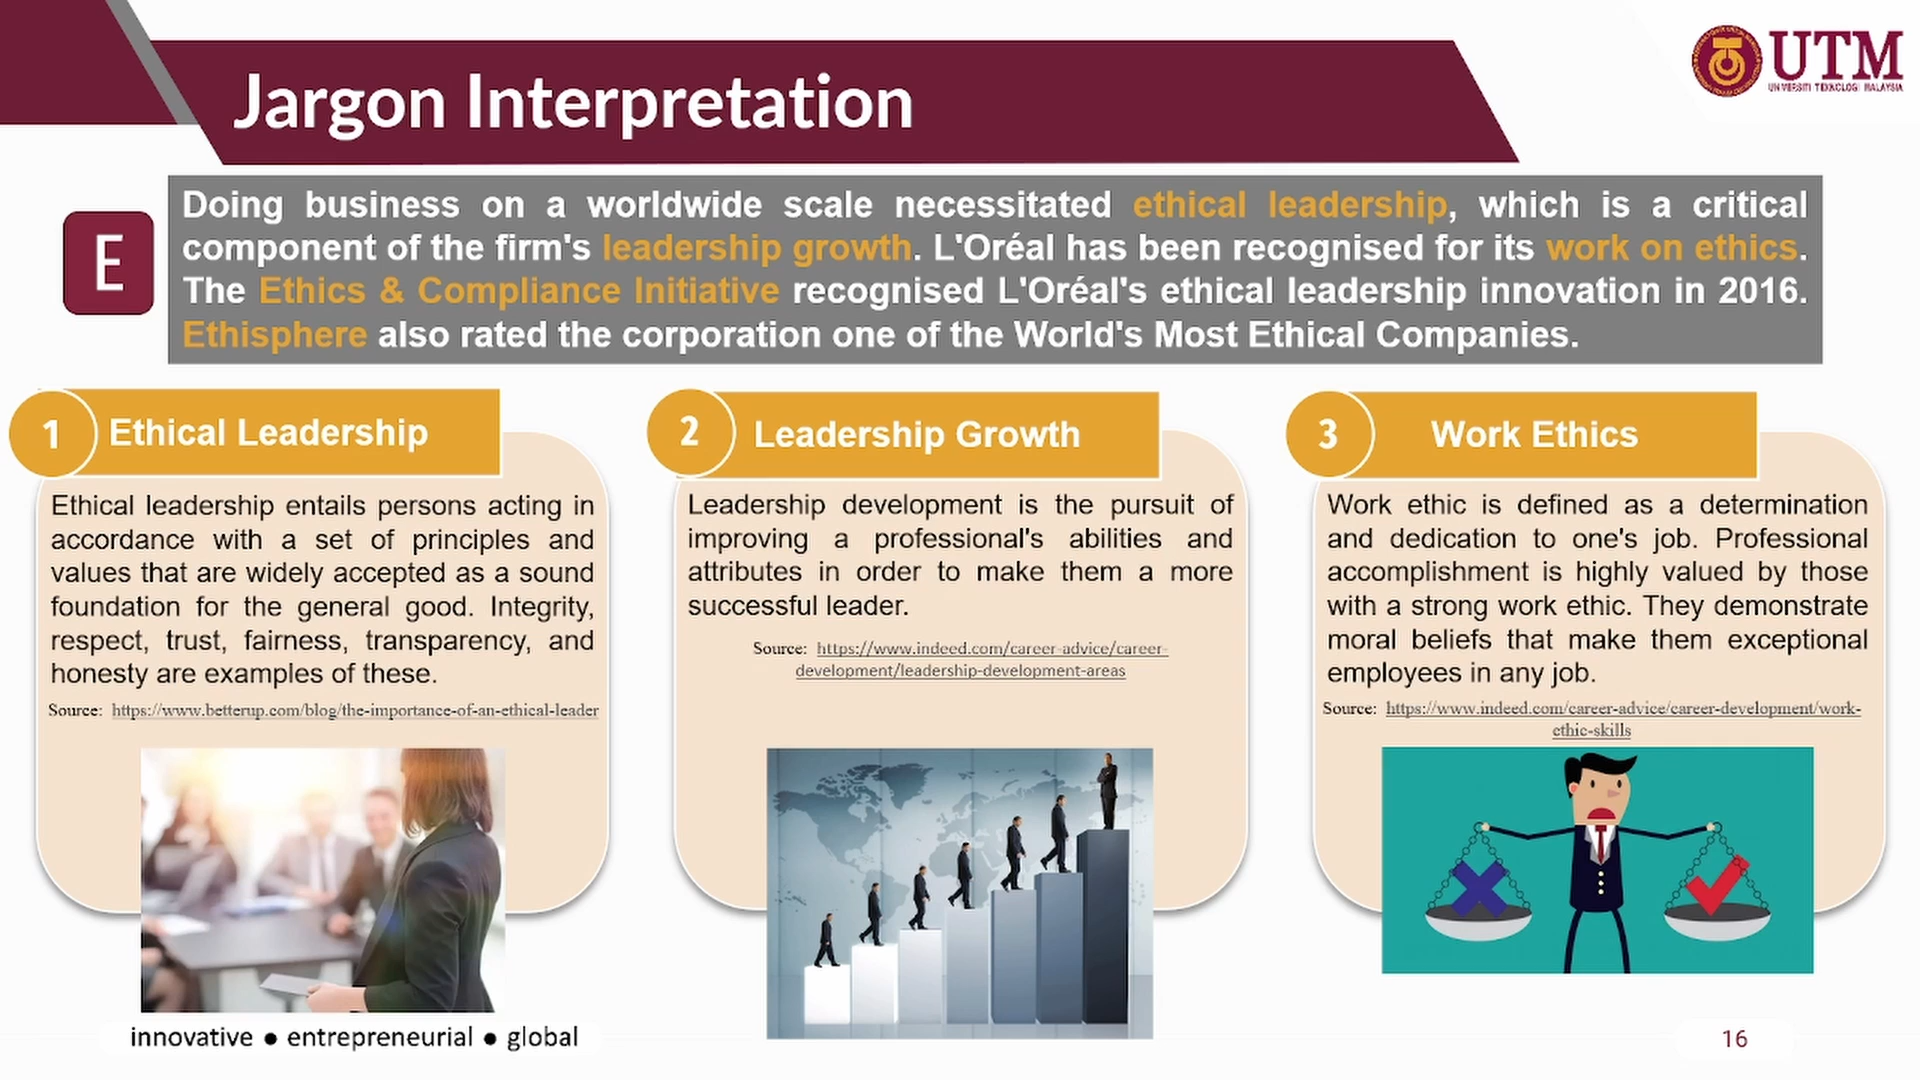 Jargon Interpretation
UTM
UNIVERSITI TEKNOLOGI MALAYSIA
E
Doing business on a worldwide scale necessitated ethical leadership, which is a critical
component of the firm's leadership growth. L'Oréal has been recognised for its work on ethics.
The Ethics & Compliance Initiative recognised L'Oréal's ethical leadership innovation in 2016.
Ethisphere also rated the corporation one of the World's Most Ethical Companies.
1 Ethical Leadership
Ethical leadership entails persons acting in
accordance with a set of principles and
values that are widely accepted as a sound
foundation for the general good. Integrity,
respect, trust, fairness, transparency, and
honesty are examples of these.
Source: https://www.betterup.com/blog/the-importance-of-an-ethical-leader
2 Leadership Growth
Leadership development is the pursuit of
improving a professional's abilities and
attributes in order to make them a more
successful leader.
Source: https://www.indeed.com/career-advice/career-
development/leadership-development-areas
3 Work Ethics
Work ethic is defined as a determination
and dedication to one's job. Professional
accomplishment is highly valued by those
with a strong work ethic. They demonstrate
moral beliefs that make them exceptional
employees in any job.
Source: https://www.indeed.com/career-advice/career-development/work-
ethic-skills
innovative ● entrepreneurial ● global
16